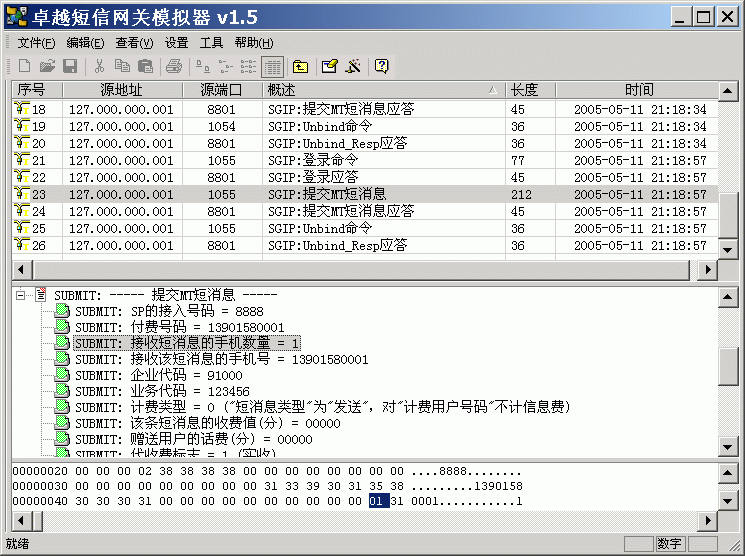 卓越短信网关模拟器 v1.5
文件(F) 编辑(E) 查看(V) 设置 工具 帮助(H)
序号 源地址 源端口 概述 长度 时间
18 127.000.000.001 8801 SGIP:提交MT短消息应答 45 2005-05-11 21:18:34
19 127.000.000.001 1054 SGIP:Unbind命令 36 2005-05-11 21:18:34
20 127.000.000.001 8801 SGIP:Unbind_Resp应答 36 2005-05-11 21:18:34
21 127.000.000.001 1055 SGIP:登录命令 77 2005-05-11 21:18:57
22 127.000.000.001 8801 SGIP:登录应答 45 2005-05-11 21:18:57
23 127.000.000.001 1055 SGIP:提交MT短消息 212 2005-05-11 21:18:57
24 127.000.000.001 8801 SGIP:提交MT短消息应答 45 2005-05-11 21:18:57
25 127.000.000.001 1055 SGIP:Unbind命令 36 2005-05-11 21:18:57
26 127.000.000.001 8801 SGIP:Unbind_Resp应答 36 2005-05-11 21:18:57
SUBMIT: ----- 提交MT短消息 -----
SUBMIT: SP的接入号码 = 8888
SUBMIT: 付费号码 = 13901580001
SUBMIT: 接收短消息的手机数量 = 1
SUBMIT: 接收该短消息的手机号 = 13901580001
SUBMIT: 企业代码 = 91000
SUBMIT: 业务代码 = 123456
SUBMIT: 计费类型 = 0 ("短消息类型"为"发送", 对"计费用户号码"不计信息费)
SUBMIT: 该条短消息的收费值(分) = 00000
SUBMIT: 赠送用户的话费(分) = 00000
SUBMIT: 代收费标志 = 1 (实收)
00000020 00 00 00 02 38 38 38 38 00 00 00 00 00 00 00 00 ....8888........
00000030 00 00 00 00 00 00 00 00 00 31 33 39 30 31 35 38 .........1390158
00000040 30 30 30 31 00 00 00 00 00 00 00 00 00 00 01 31 0001...........1
就绪 数字